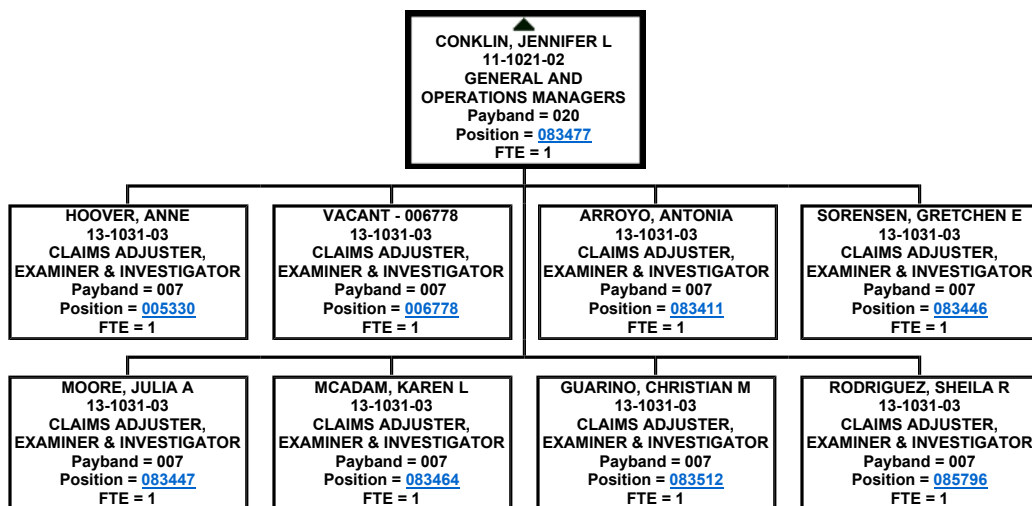 CONKLIN, JENNIFER L
11-1021-02
GENERAL AND
OPERATIONS MANAGERS
Payband = 020
Position = 083477
FTE = 1
HOOVER, ANNE
13-1031-03
CLAIMS ADJUSTER,
EXAMINER & INVESTIGATOR
Payband = 007
Position = 005330
FTE = 1
VACANT - 006778
13-1031-03
CLAIMS ADJUSTER,
EXAMINER & INVESTIGATOR
Payband = 007
Position = 006778
FTE = 1
ARROYO, ANTONIA
13-1031-03
CLAIMS ADJUSTER,
EXAMINER & INVESTIGATOR
Payband = 007
Position = 083411
FTE = 1
SORENSEN, GRETCHEN E
13-1031-03
CLAIMS ADJUSTER,
EXAMINER & INVESTIGATOR
Payband = 007
Position = 083446
FTE = 1
MOORE, JULIA A
13-1031-03
CLAIMS ADJUSTER,
EXAMINER & INVESTIGATOR
Payband = 007
Position = 083447
FTE = 1
MCADAM, KAREN L
13-1031-03
CLAIMS ADJUSTER,
EXAMINER & INVESTIGATOR
Payband = 007
Position = 083464
FTE = 1
GUARINO, CHRISTIAN M
13-1031-03
CLAIMS ADJUSTER,
EXAMINER & INVESTIGATOR
Payband = 007
Position = 083512
FTE = 1
RODRIGUEZ, SHEILA R
13-1031-03
CLAIMS ADJUSTER,
EXAMINER & INVESTIGATOR
Payband = 007
Position = 085796
FTE = 1